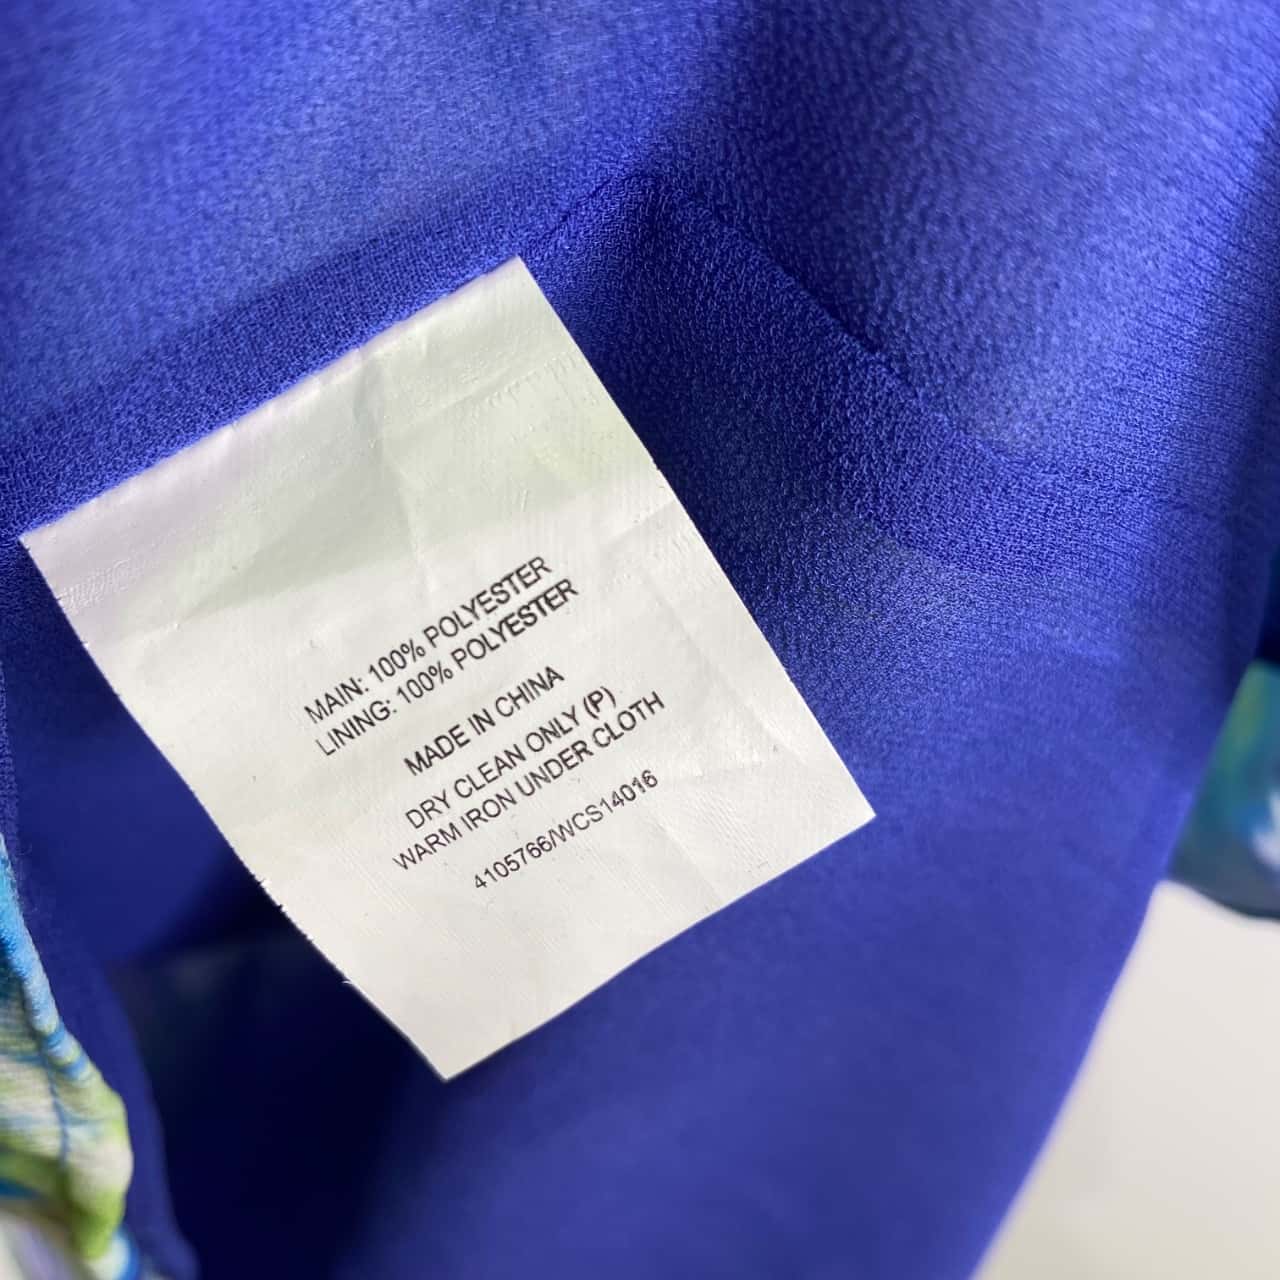 MAIN: 100% POLYESTER
LINING: 100% POLYESTER
MADE IN CHINA
DRY CLEAN ONLY (P)
WARM IRON UNDER CLOTH
4105766/WCS14016